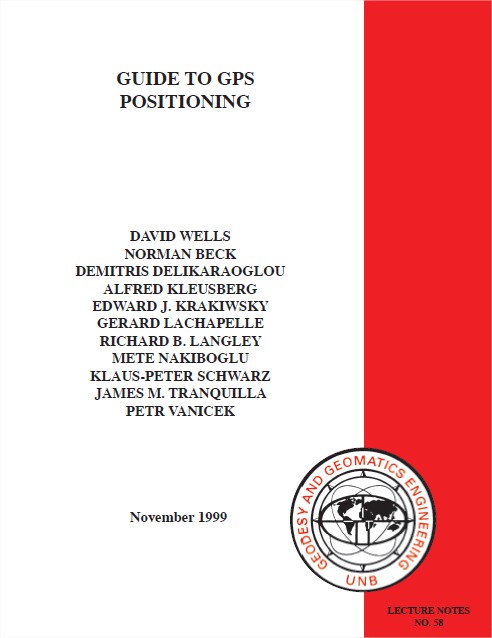 GUIDE TO GPS
POSITIONING
DAVID WELLS
NORMAN BECK
DEMITRIS DELIKARAOGLOU
ALFRED KLEUSBERG
EDWARD J. KRAKIWSKY
GERARD LACHAPELLE
RICHARD B. LANGLEY
METE NAKIBOGLU
KLAUS-PETER SCHWARZ
JAMES M. TRANQUILLA
PETR VANICEK
November 1999
GEODESY AND GEOMATICS ENGINEERING
UNB
LECTURE NOTES
NO. 58